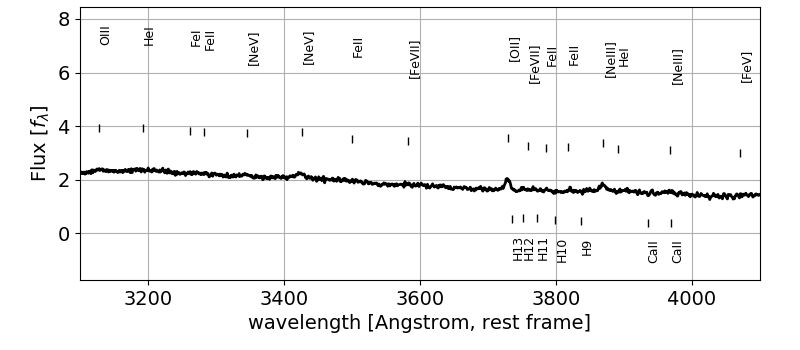 8
6
4
2
0
Flux [fλ]
OIII
HeI
FeI
FeII
[NeV]
[NeV]
FeII
[FeVII]
[OII]
[FeVII]
FeII
FeII
[NeIII]
HeI
[NeIII]
[FeV]
H13
H12
H11
H10
H9
CaII
CaII
3200
3400
3600
3800
4000
wavelength [Angstrom, rest frame]